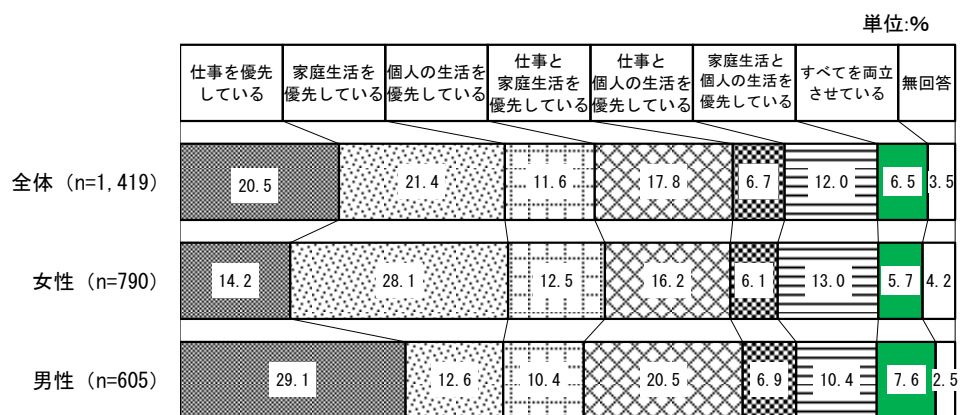 単位:%
仕事を優先
している
家庭生活を
優先している
個人の生活を
優先している
仕事と
家庭生活を
優先している
仕事と
個人の生活を
優先している
家庭生活と
個人の生活を
優先している
すべてを両立
させている
無回答
全体 (n=1,419) 20.5 21.4 11.6 17.8 6.7 12.0 6.5 3.5
女性 (n=790) 14.2 28.1 12.5 16.2 6.1 13.0 5.7 4.2
男性 (n=605) 29.1 12.6 10.4 20.5 6.9 10.4 7.6 2.5